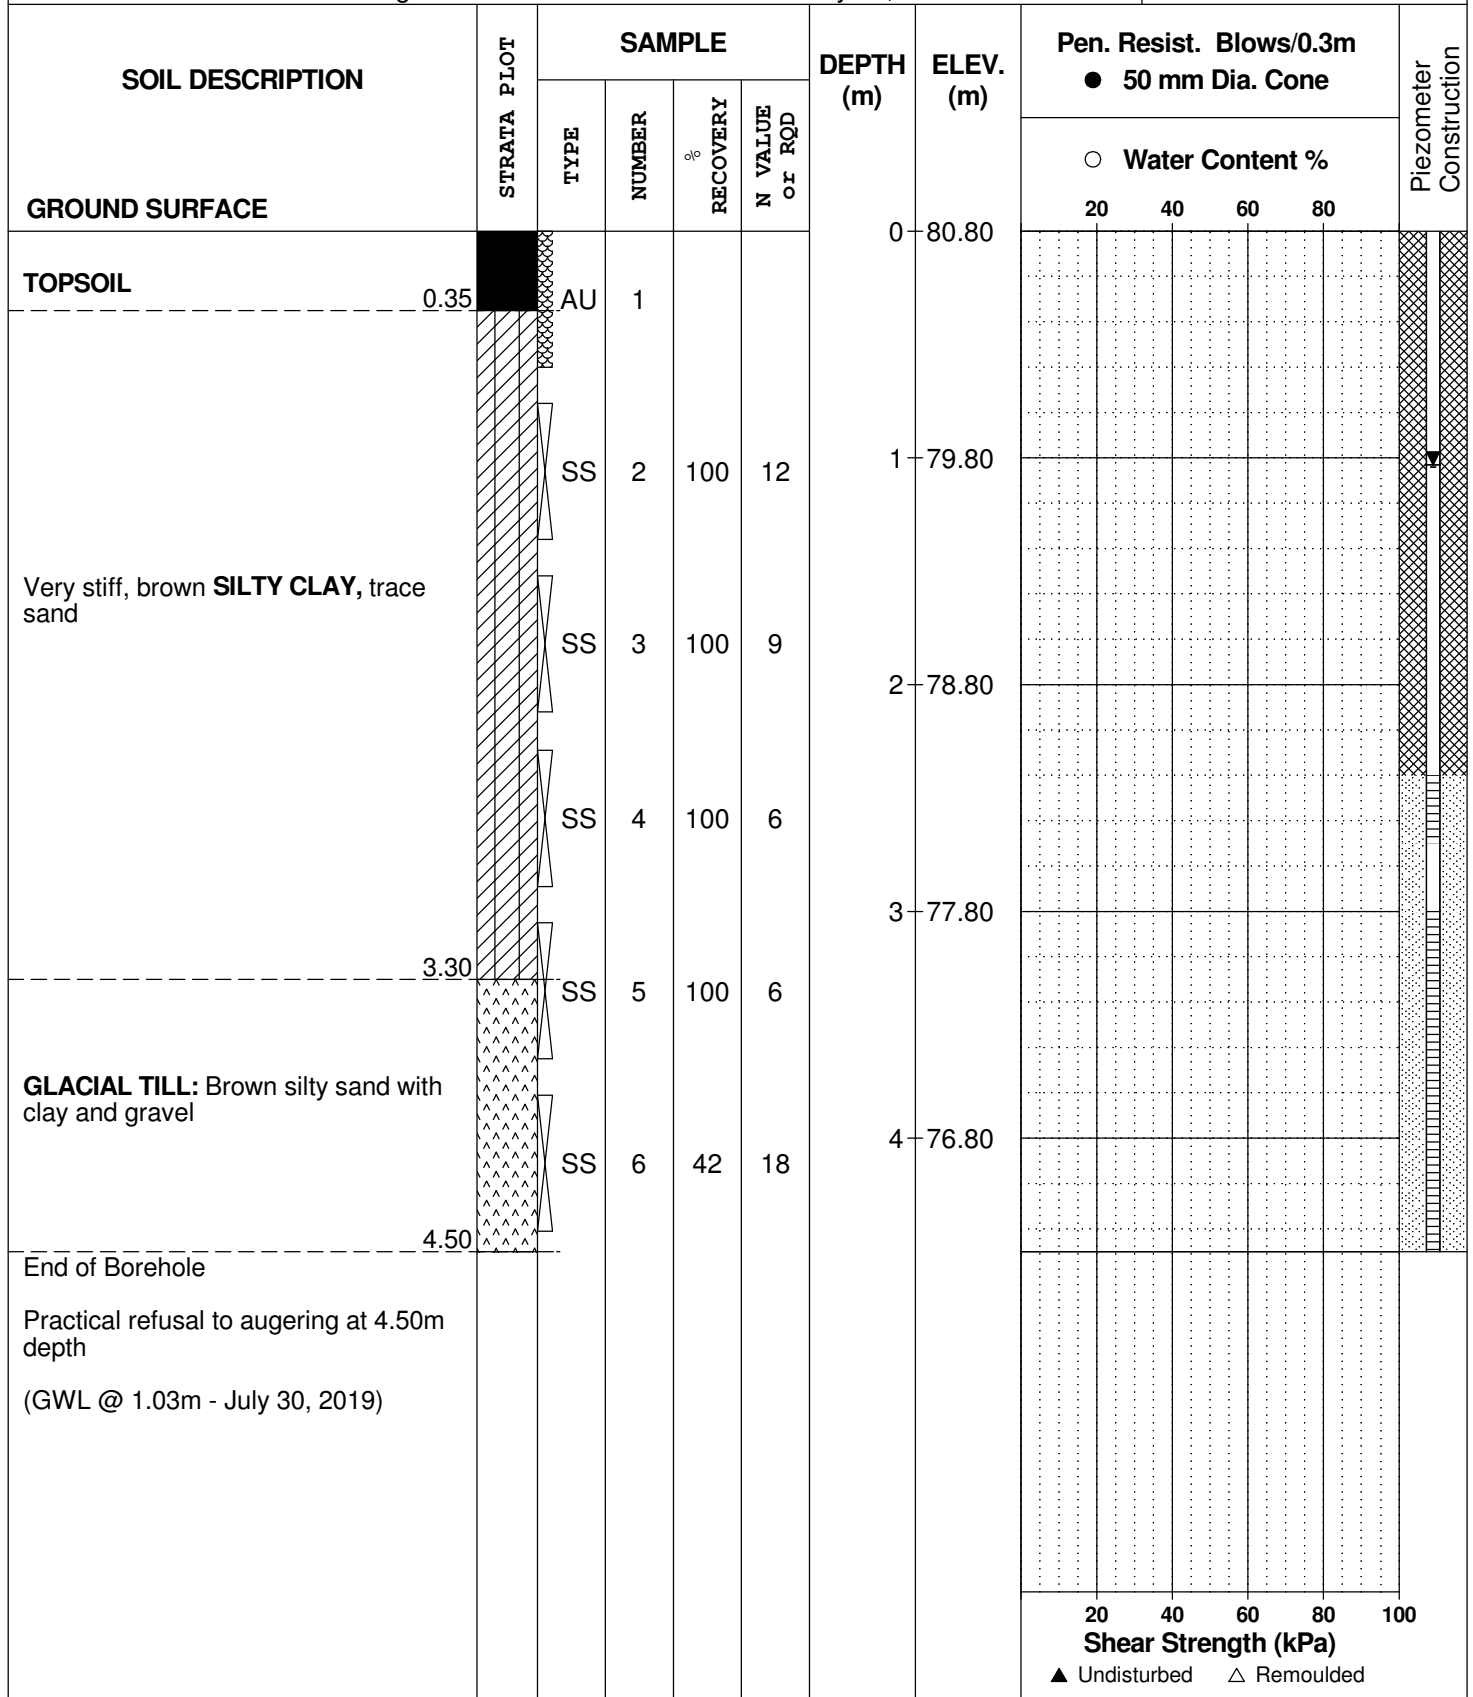 SOIL DESCRIPTION
GROUND SURFACE
STRATA PLOT
SAMPLE
TYPE
NUMBER
% RECOVERY
N VALUE or RQD
DEPTH (m)
ELEV. (m)
Pen. Resist. Blows/0.3m
● 50 mm Dia. Cone
○ Water Content %
20 40 60 80
Piezometer Construction
0 80.80
TOPSOIL
0.35
AU 1
SS 2 100 12
1 79.80
Very stiff, brown SILTY CLAY, trace
sand
SS 3 100 9
2 78.80
SS 4 100 6
3 77.80
3.30
SS 5 100 6
GLACIAL TILL: Brown silty sand with
clay and gravel
4 76.80
SS 6 42 18
4.50
End of Borehole
Practical refusal to augering at 4.50m
depth
(GWL @ 1.03m - July 30, 2019)
20 40 60 80 100
Shear Strength (kPa)
▲ Undisturbed △ Remoulded